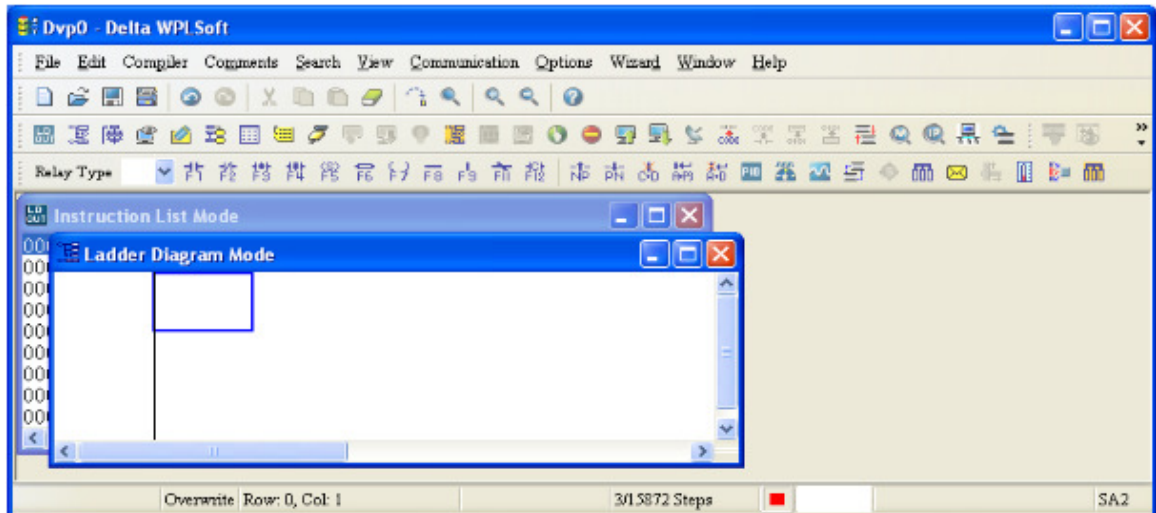 Dvp0 - Delta WPLSoft
File Edit Compiler Comments Search View Communication Options Wizard Window Help
Relay Type
Instruction List Mode
Ladder Diagram Mode
Overwrite Row: 0, Col: 1 3/15872 Steps SA2